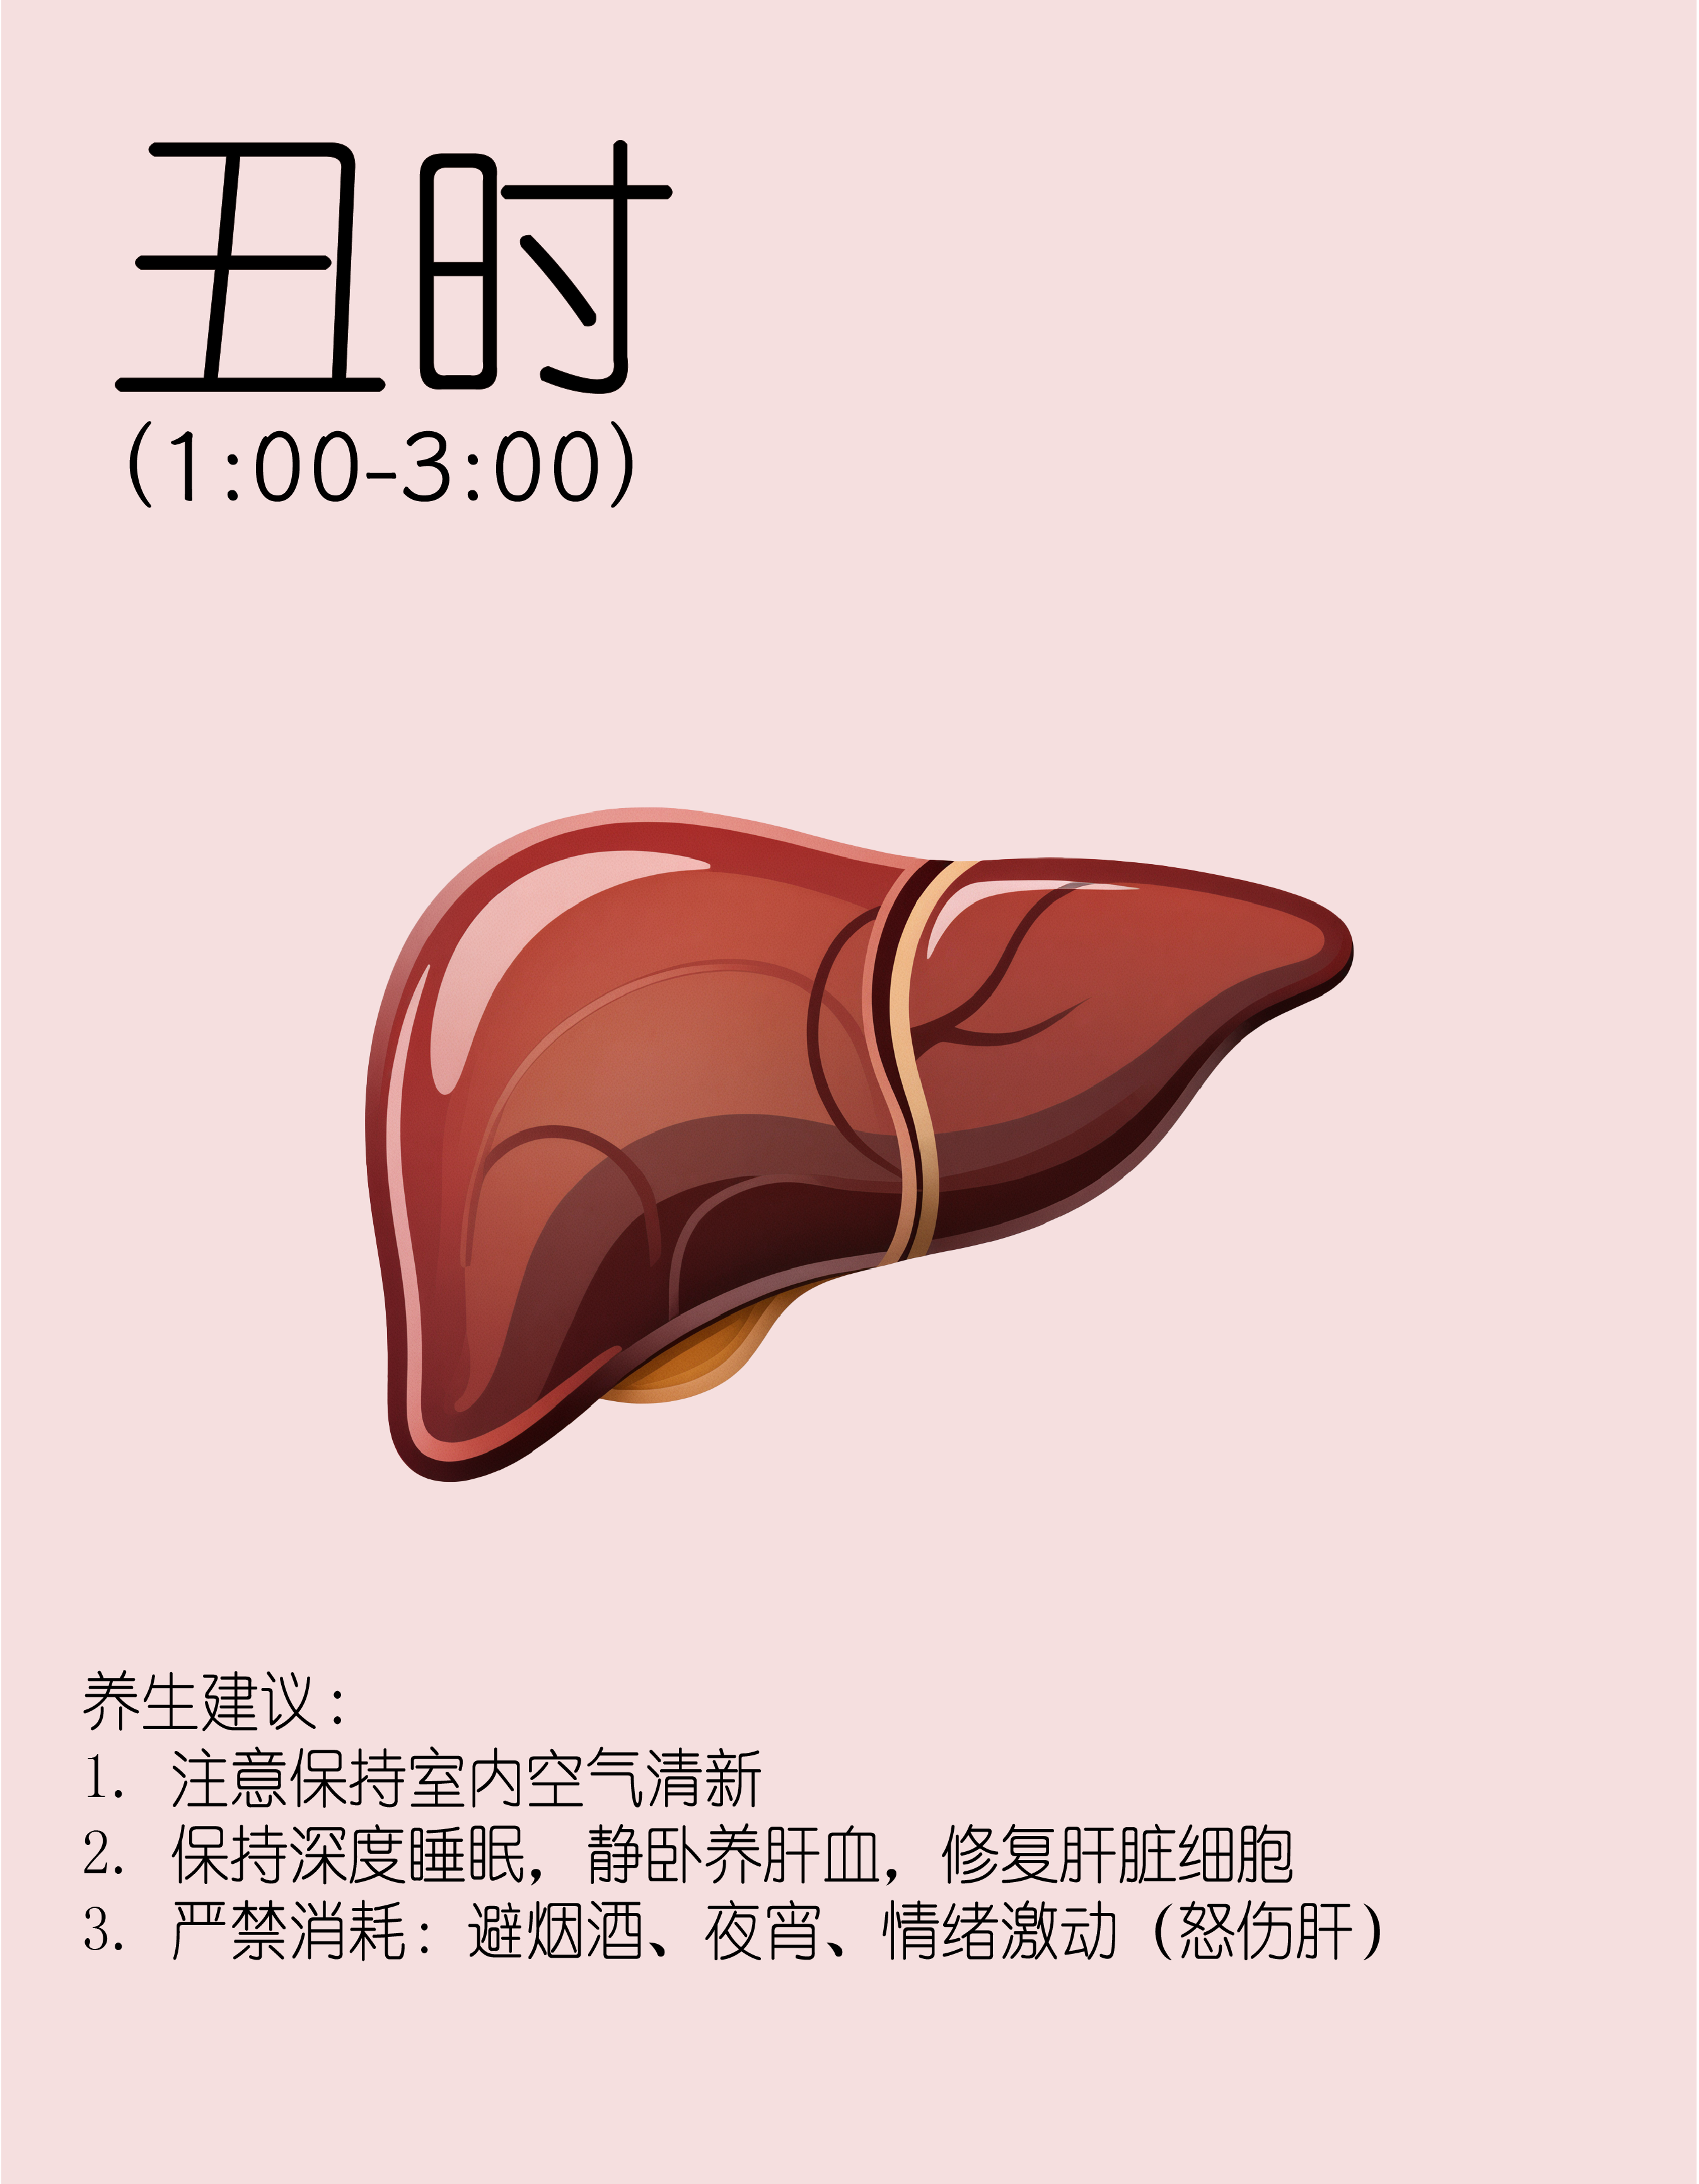 丑时
(1:00-3:00)
养生建议：
1. 注意保持室内空气清新
2. 保持深度睡眠，静卧养肝血，修复肝脏细胞
3. 严禁消耗：避烟酒、夜宵、情绪激动（怒伤肝）